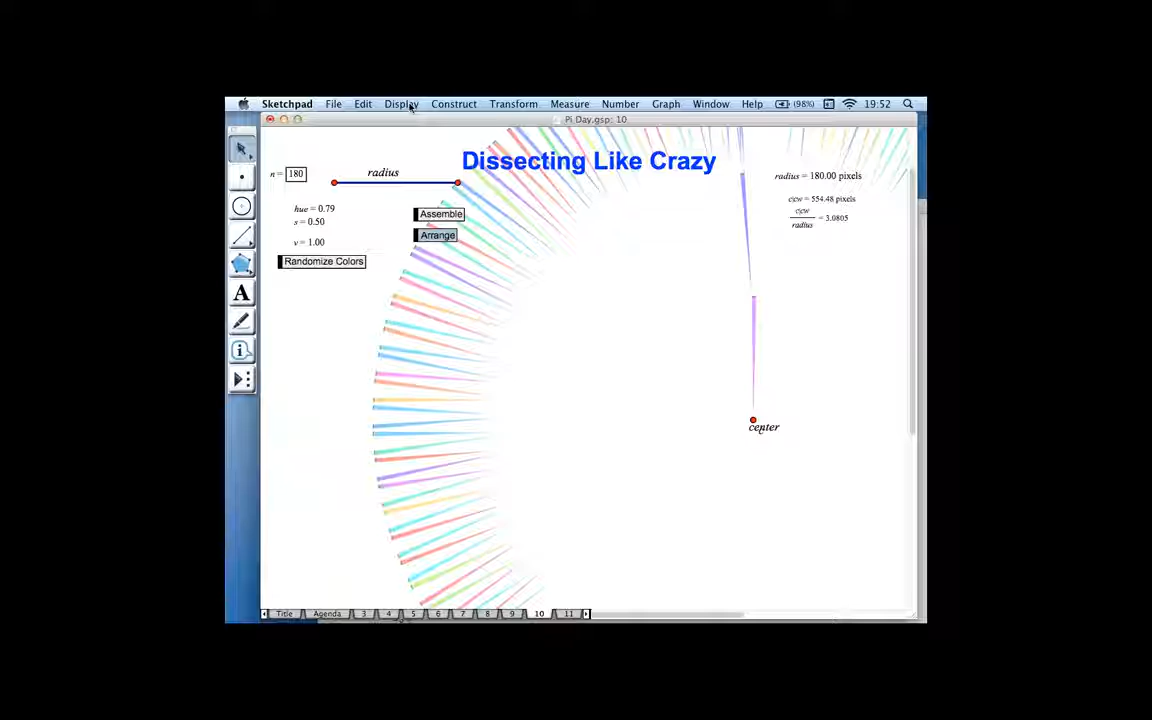 Sketchpad File Edit Display Construct Transform Measure Number Graph Window Help (98%) 19:52
Pi Day.gsp: 10
Dissecting Like Crazy
n = 180
radius
radius = 180.00 pixels
hue = 0.79
s = 0.50
v = 1.00
Assemble
Arrange
Randomize Colors
= 554.48 pixels
radius = 3.0805
center
Title Agenda 3 4 5 6 7 8 9 10 11